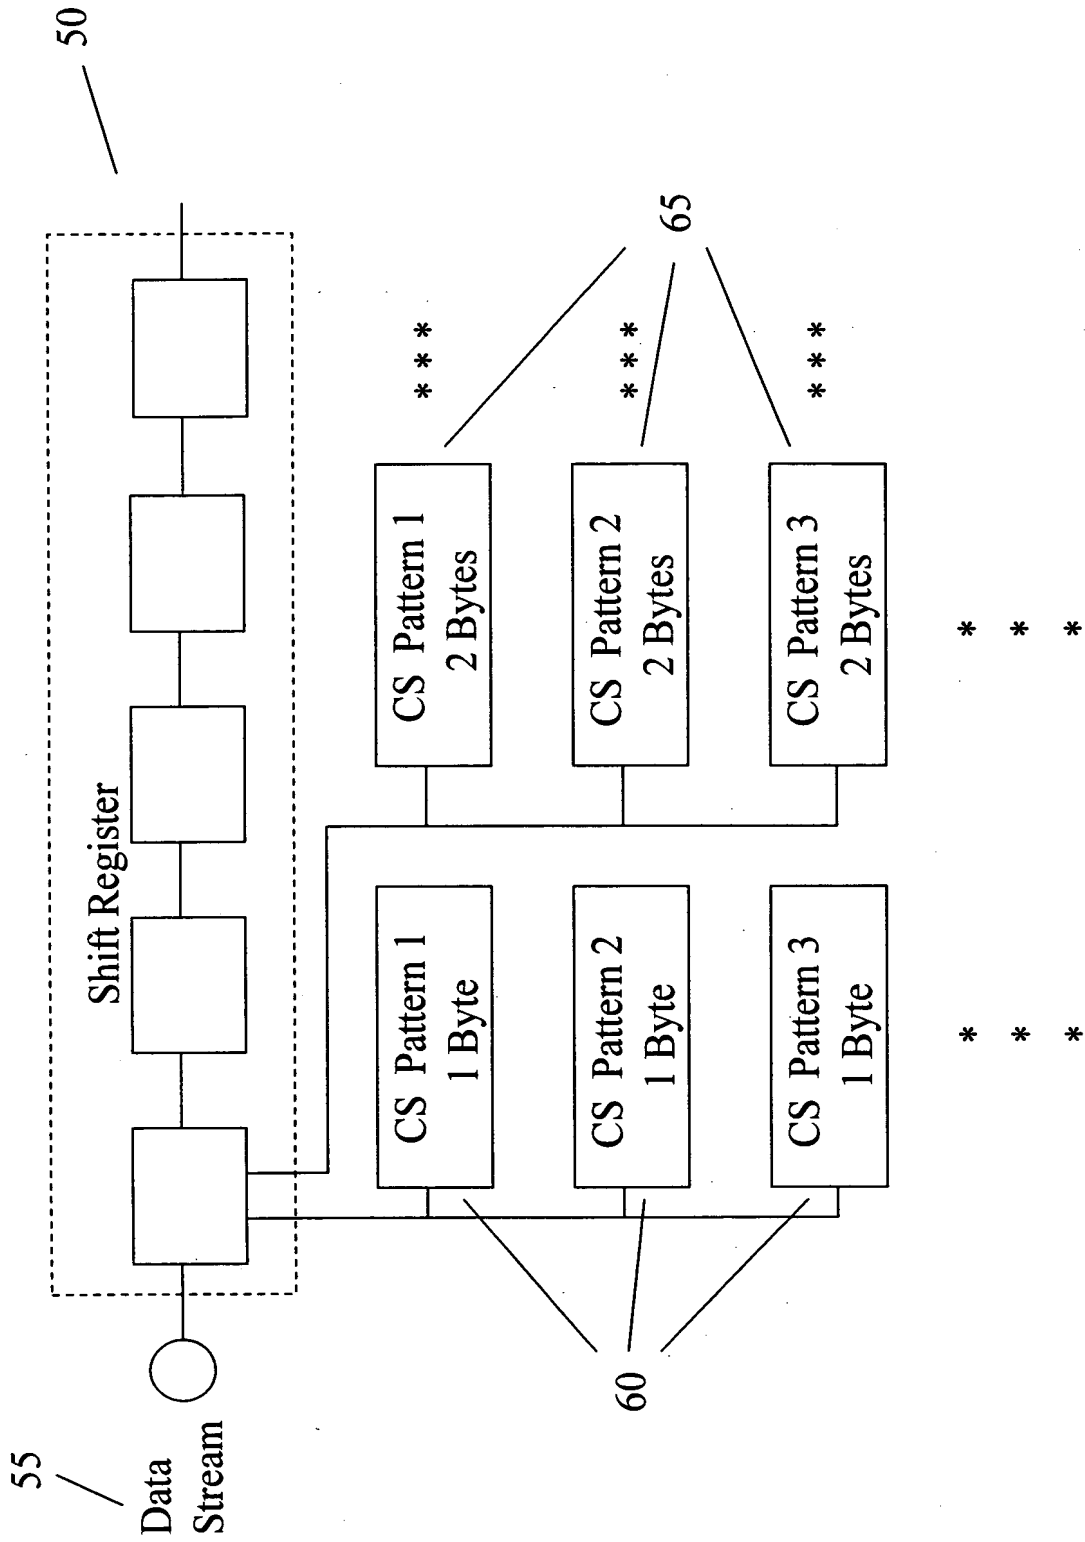 50
55
Data
Stream
Shift Register
CS Pattern 1
1 Byte
CS Pattern 1
2 Bytes
* * *
CS Pattern 2
1 Byte
CS Pattern 2
2 Bytes
* * *
CS Pattern 3
1 Byte
CS Pattern 3
2 Bytes
* * *
60
65
* * *
* * *